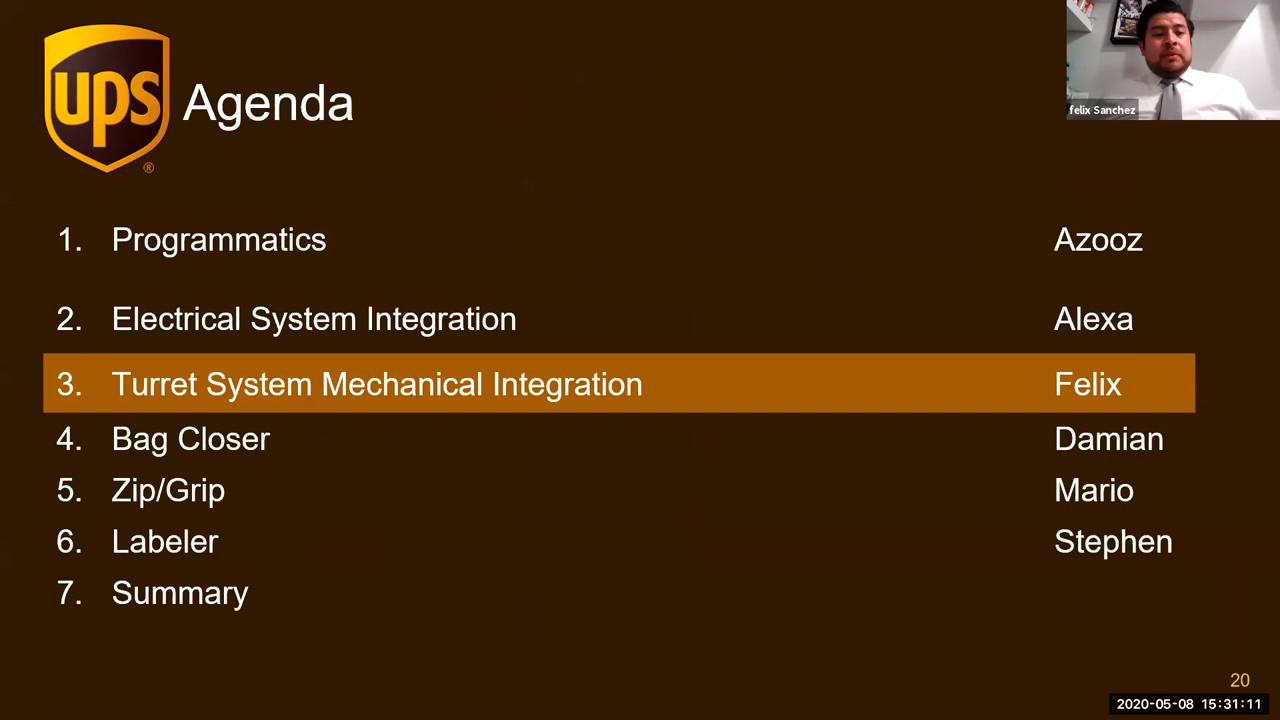 ups
®
Agenda
felix Sanchez
1. Programmatics Azooz
2. Electrical System Integration Alexa
3. Turret System Mechanical Integration Felix
4. Bag Closer Damian
5. Zip/Grip Mario
6. Labeler Stephen
7. Summary
20
2020-05-08 15:31:11